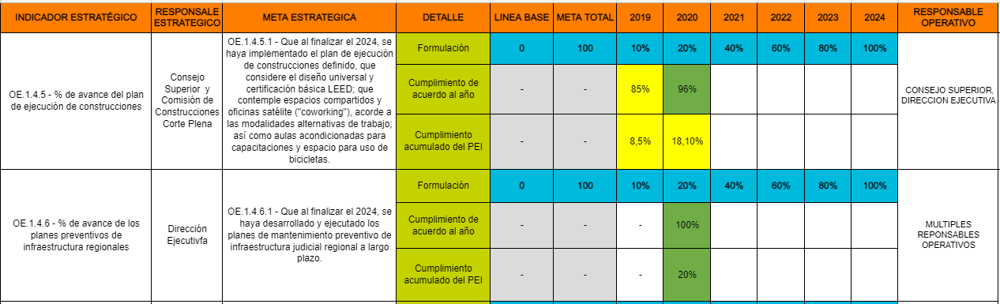 INDICADOR ESTRATÉGICO
RESPONSALE
ESTRATEGICO
META ESTRATEGICA
DETALLE
LINEA BASE
META TOTAL
2019
2020
2021
2022
2023
2024
RESPONSABLE
OPERATIVO
OE.1.4.5 - % de avance del plan
de ejecución de construcciones
Consejo
Superior y
Comisión de
Construcciones
Corte Plena
OE.1.4.5.1 - Que al finalizar el 2024, se
haya implementado el plan de ejecución
de construcciones definido, que
considere el diseño universal y
certificación básica LEED; que
contemple espacios compartidos y
oficinas satélite ("coworking"), acorde a
las modalidades alternativas de trabajo;
así como aulas acondicionadas para
capacitaciones y espacio para uso de
bicicletas.
Formulación
0
100
10%
20%
40%
60%
80%
100%
Cumplimiento de
acuerdo al año
-
-
85%
96%
Cumplimiento
acumulado del PEI
-
-
8,5%
18,10%
CONSEJO SUPERIOR,
DIRECCION EJECUTIVA
OE.1.4.6 - % de avance de los
planes preventivos de
infraestructura regionales
Dirección
Ejecutivfa
OE.1.4.6.1 - Que al finalizar el 2024, se
haya desarrollado y ejecutado los
planes de mantenimiento preventivo de
infraestructura judicial regional a largo
plazo.
Formulación
0
100
10%
20%
40%
60%
80%
100%
Cumplimiento de
acuerdo al año
-
-
-
100%
Cumplimiento
acumulado del PEI
-
-
-
20%
MULTIPLES
REPONSABLES
OPERATIVOS